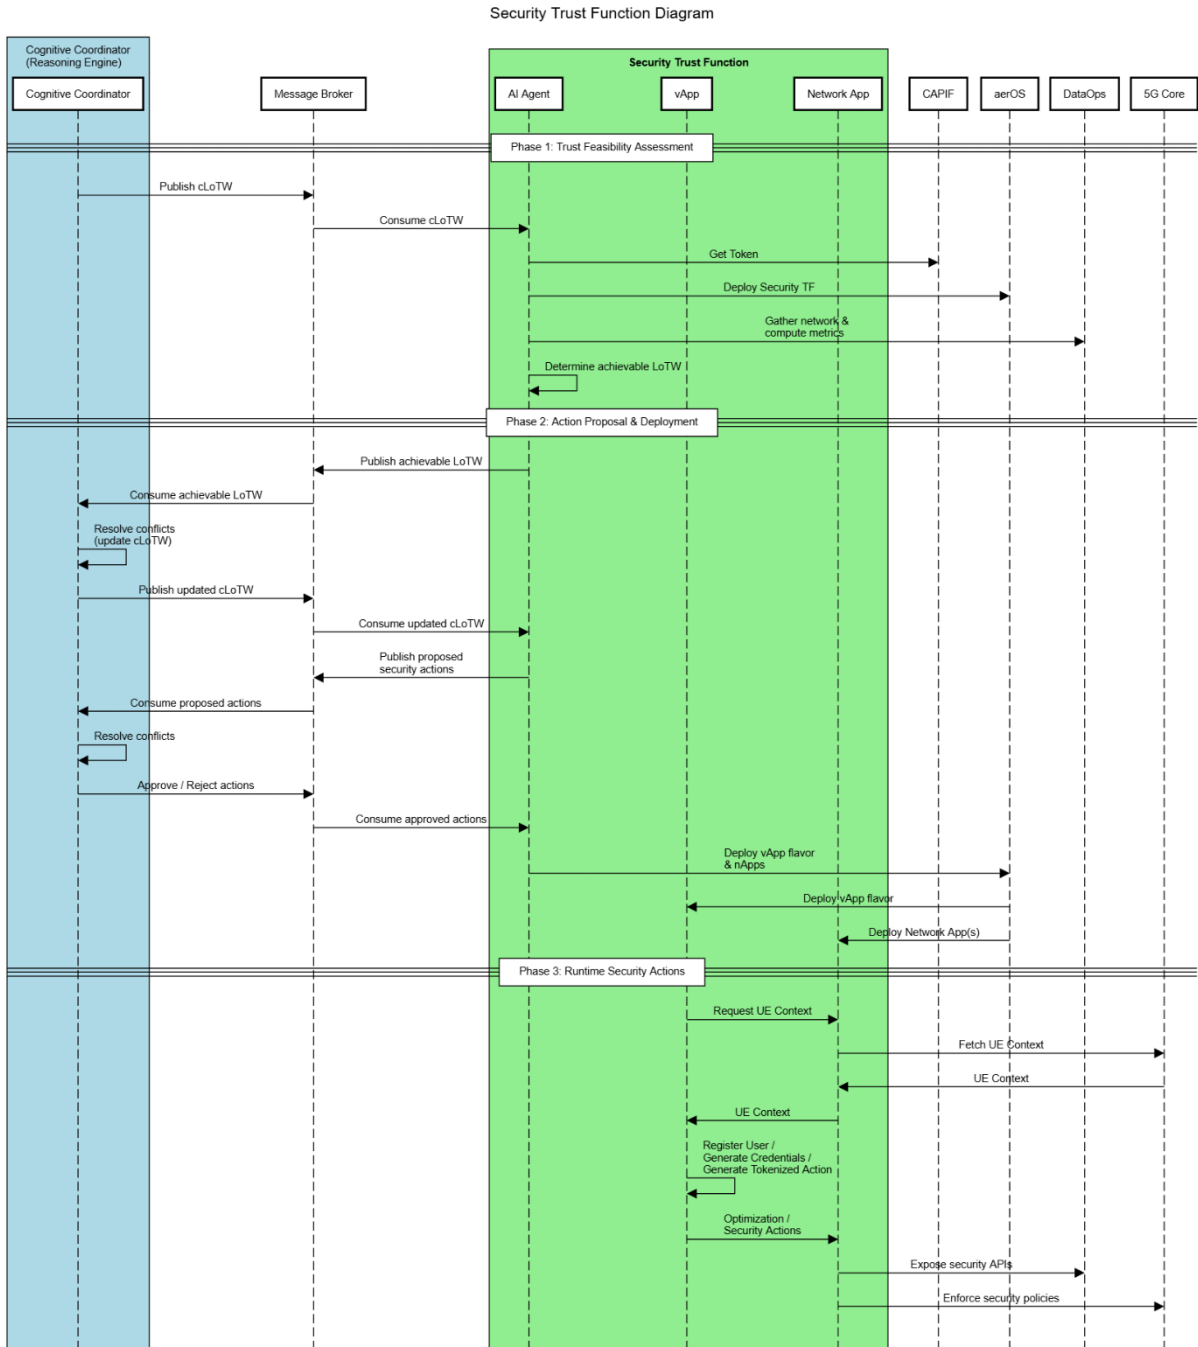 Security Trust Function Diagram
Cognitive Coordinator
(Reasoning Engine)
Security Trust Function
Cognitive Coordinator
Message Broker
AI Agent
vApp
Network App
CAPIF
aerOS
DataOps
5G Core
Phase 1: Trust Feasibility Assessment
Publish cLoTW
Consume cLoTW
Get Token
Deploy Security TF
Gather network &
compute metrics
Determine achievable LoTW
Phase 2: Action Proposal & Deployment
Publish achievable LoTW
Consume achievable LoTW
Resolve conflicts
(update cLoTW)
Publish updated cLoTW
Consume updated cLoTW
Publish proposed
security actions
Consume proposed actions
Resolve conflicts
Approve / Reject actions
Consume approved actions
Deploy vApp flavor
& nApps
Deploy vApp flavor
Deploy Network App(s)
Phase 3: Runtime Security Actions
Request UE Context
Fetch UE Context
UE Context
UE Context
Register User /
Generate Credentials /
Generate Tokenized Action
Optimization /
Security Actions
Expose security APIs
Enforce security policies